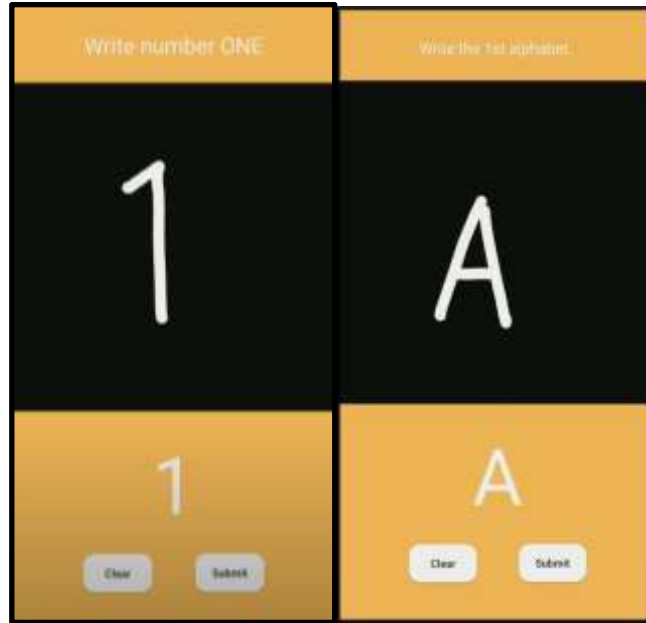 Write number ONE
1
1
Clear Submit
Write the 1st alphabet.
A
A
Clear Submit